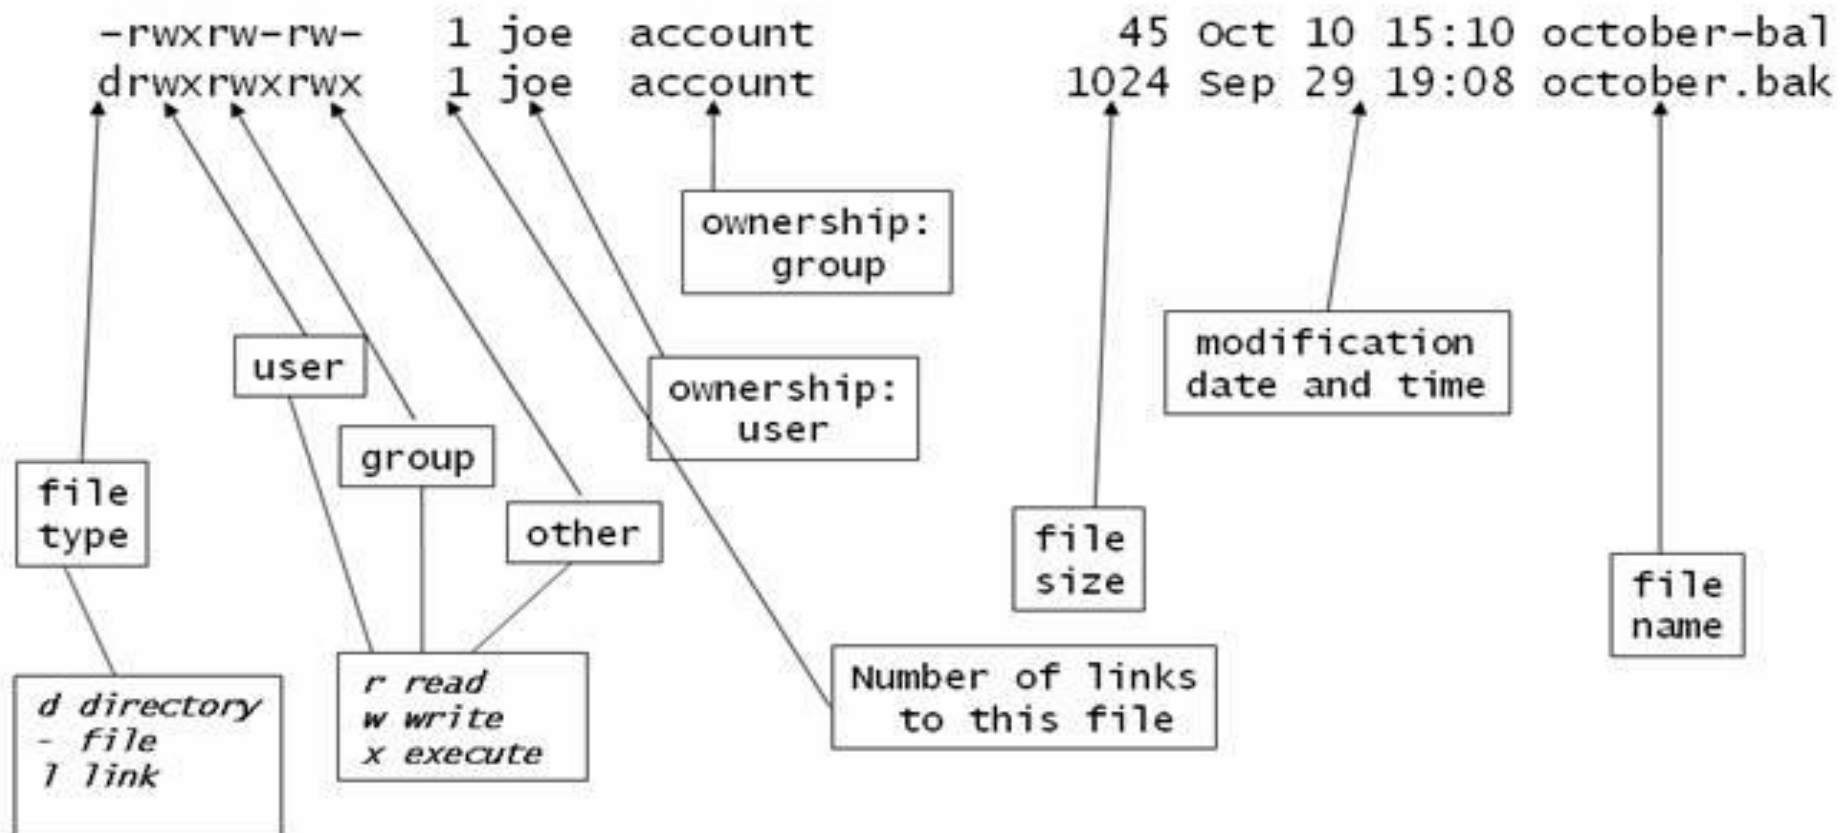 -rwxrw-rw- 1 joe account 45 Oct 10 15:10 october-bal
drwxrwxrwx 1 joe account 1024 Sep 29 19:08 october.bak
ownership:
group
user
ownership:
user
modification
date and time
group
file
type
other
file
size
file
name
d directory
- file
l link
r read
w write
x execute
Number of links
to this file